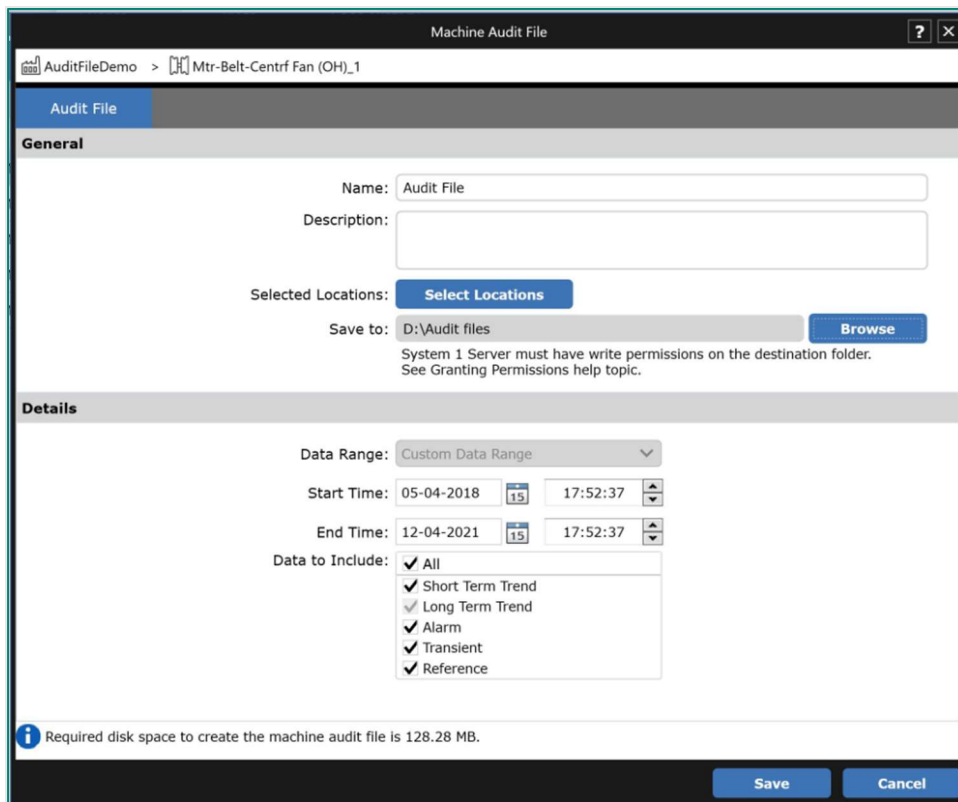 Machine Audit File
?
AuditFileDemo > Mtr-Belt-Centrf Fan (OH)_1
Audit File
General
Name: Audit File
Description:
Selected Locations: Select Locations
Save to: D:\Audit files Browse
System 1 Server must have write permissions on the destination folder.
See Granting Permissions help topic.
Details
Data Range: Custom Data Range
Start Time: 05-04-2018 15 17:52:37
End Time: 12-04-2021 15 17:52:37
Data to Include: All
Short Term Trend
Long Term Trend
Alarm
Transient
Reference
Required disk space to create the machine audit file is 128.28 MB.
Save Cancel